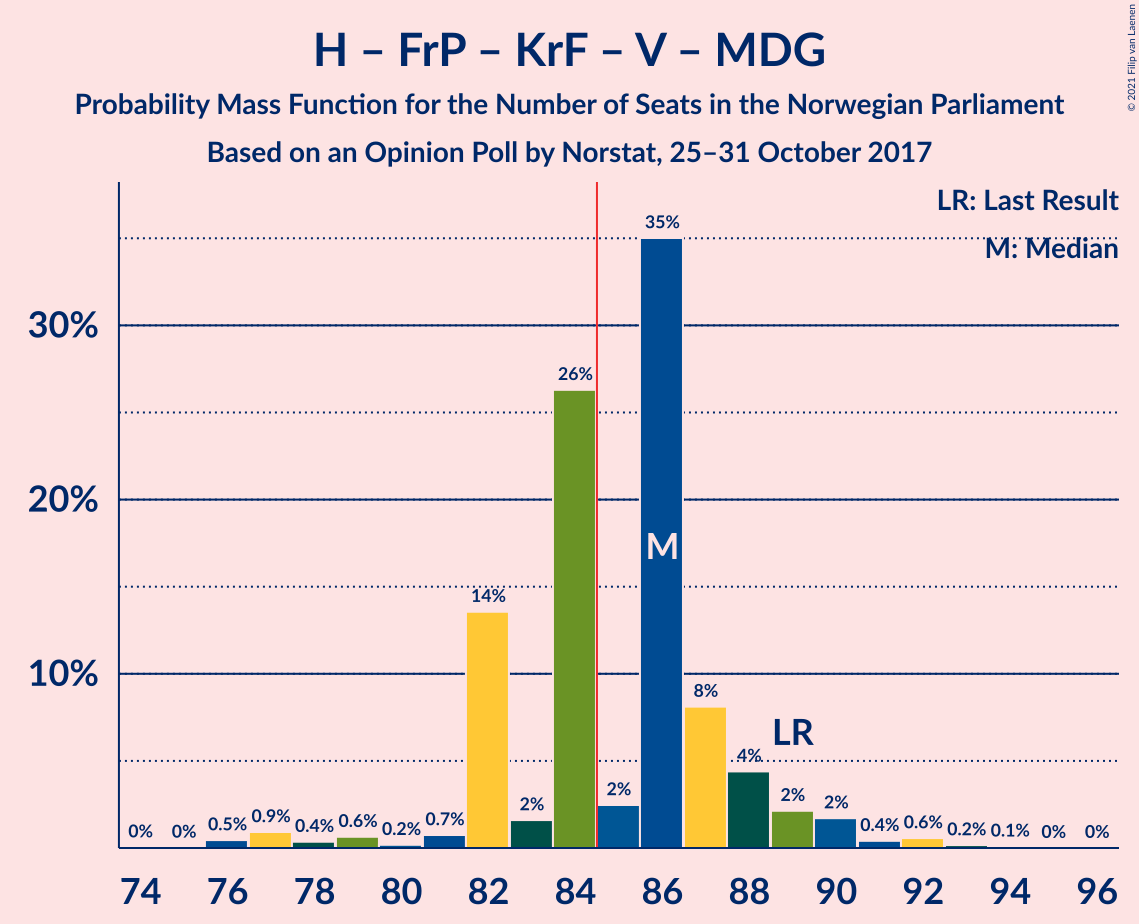 H – FrP – KrF – V – MDG
Probability Mass Function for the Number of Seats in the Norwegian Parliament
Based on an Opinion Poll by Norstat, 25–31 October 2017
© 2021 Filip van Laenen
LR: Last Result
M: Median
30%
20%
10%
0%
0%
0.5%
0.9%
0.4%
0.6%
0.2%
0.7%
14%
2%
26%
2%
35%
8%
4%
2%
2%
0.4%
0.6%
0.2%
0.1%
0%
0%
M
LR
74 76 78 80 82 84 86 88 90 92 94 96